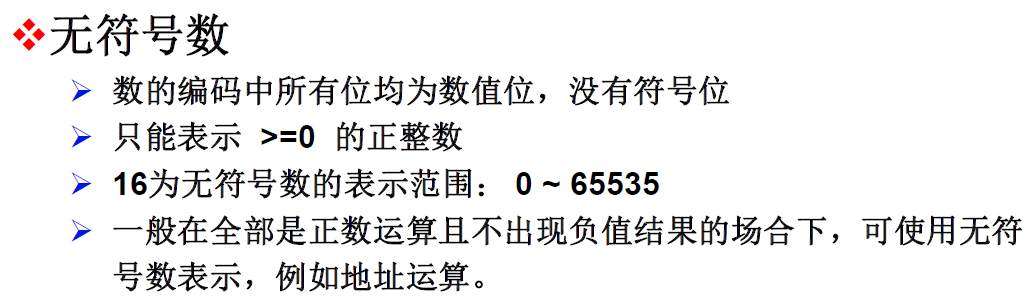 无符号数
数的编码中所有位均为数值位，没有符号位
只能表示 >=0 的正整数
16为无符号数的表示范围： 0 ~ 65535
一般在全部是正数运算且不出现负值结果的场合下，可使用无符
号数表示，例如地址运算。